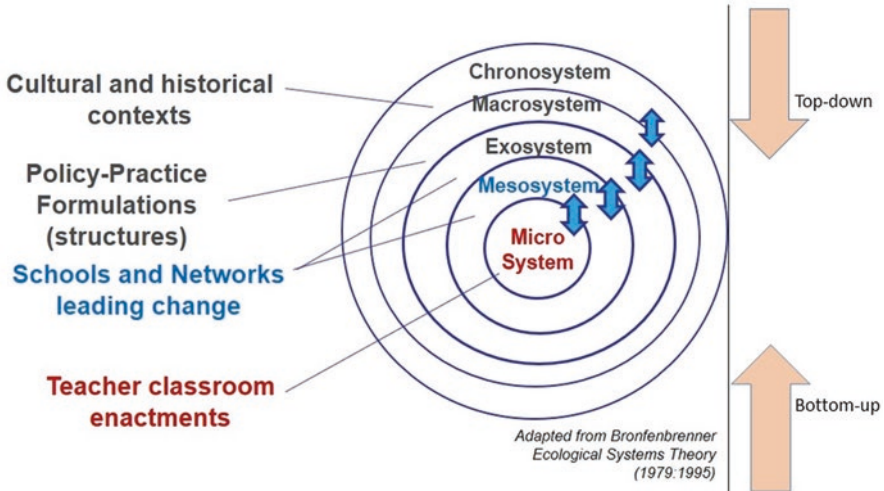 Cultural and historical
contexts
Policy-Practice
Formulations
(structures)
Schools and Networks
leading change
Teacher classroom
enactments
Chronosystem
Macrosystem
Exosystem
Mesosystem
Micro
System
Adapted from Bronfenbrenner
Ecological Systems Theory
(1979:1995)
Top-down
Bottom-up